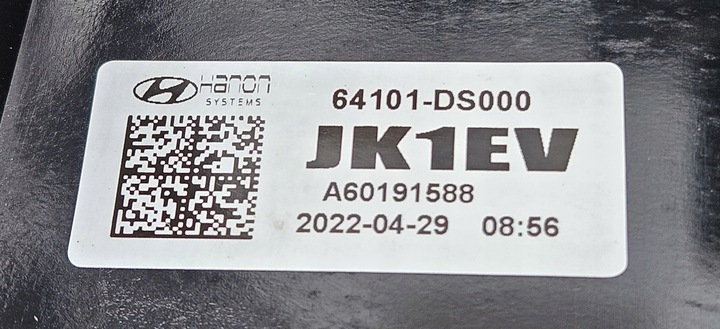 Hanon
SYSTEMS
64101-DS000
JK1EV
A60191588
2022-04-29 08:56